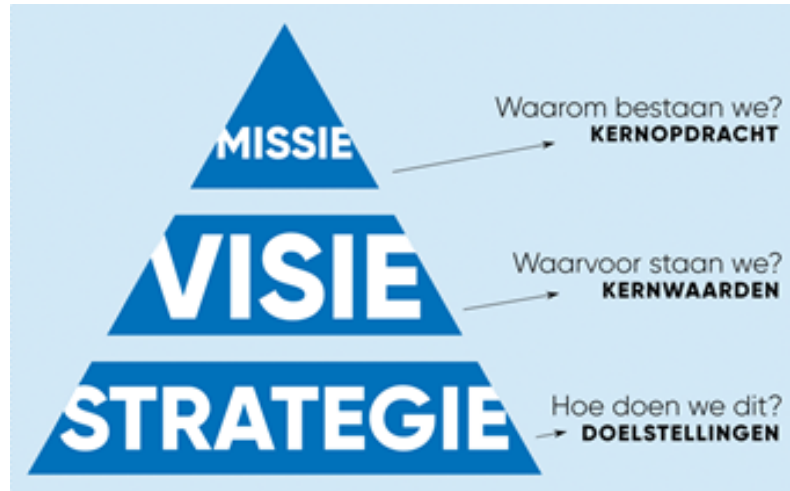 MISSIE
Waarom bestaan we?
KERNOPDRACHT
VISIE
Waarvoor staan we?
KERNWAARDEN
STRATEGIE
Hoe doen we dit?
DOELSTELLINGEN